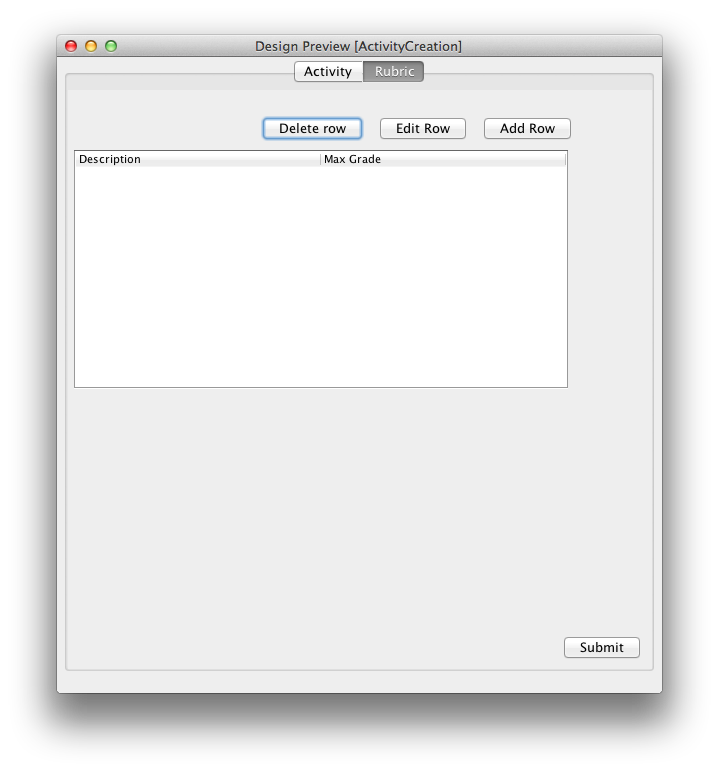 Design Preview [ActivityCreation]
Activity Rubric
Delete row Edit Row Add Row
Description Max Grade
Submit